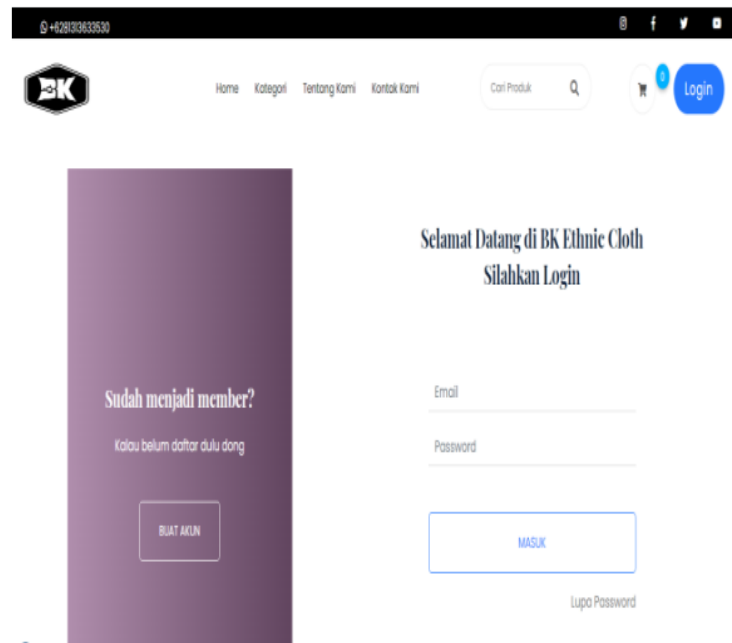 +6281313633530
BK
Home Kategori Tentang Kami Kontak Kami Cari Produk 0 Login
Selamat Datang di BK Ethnic Cloth
Silahkan Login
Sudah menjadi member?
Kalau belum daftar dulu dong
BUAT AKUN
Email
Password
MASUK
Lupa Password